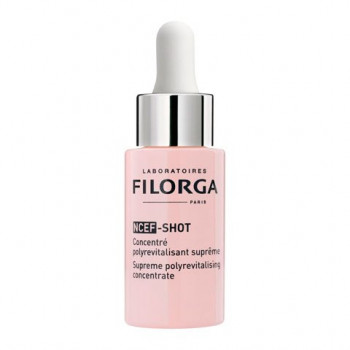 LABORATOIRES
FILORGA
PARIS
NCEF-SHOT
Concentré
polyrevitalisant suprême
Supreme polyrevitalising
concentrate